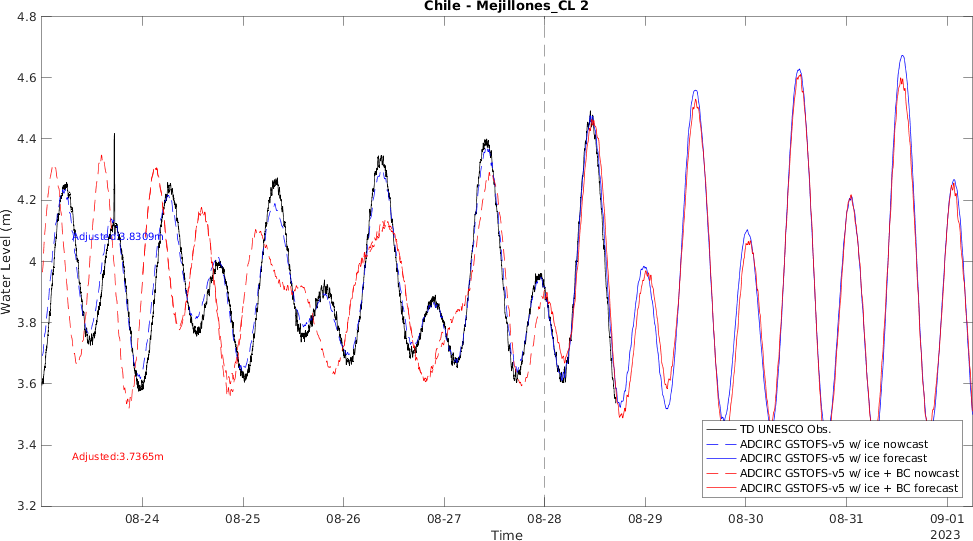 Chile - Mejillones_CL 2
4.8
4.6
4.4
4.2
4
3.8
3.6
3.4
3.2
Water Level (m)
Adjusted:3.8309m
Adjusted:3.7365m
TD UNESCO Obs.
ADCIRC GSTOFS-v5 w/ ice nowcast
ADCIRC GSTOFS-v5 w/ ice forecast
ADCIRC GSTOFS-v5 w/ ice + BC nowcast
ADCIRC GSTOFS-v5 w/ ice + BC forecast
08-24 08-25 08-26 08-27 08-28 08-29 08-30 08-31 09-01
Time 2023